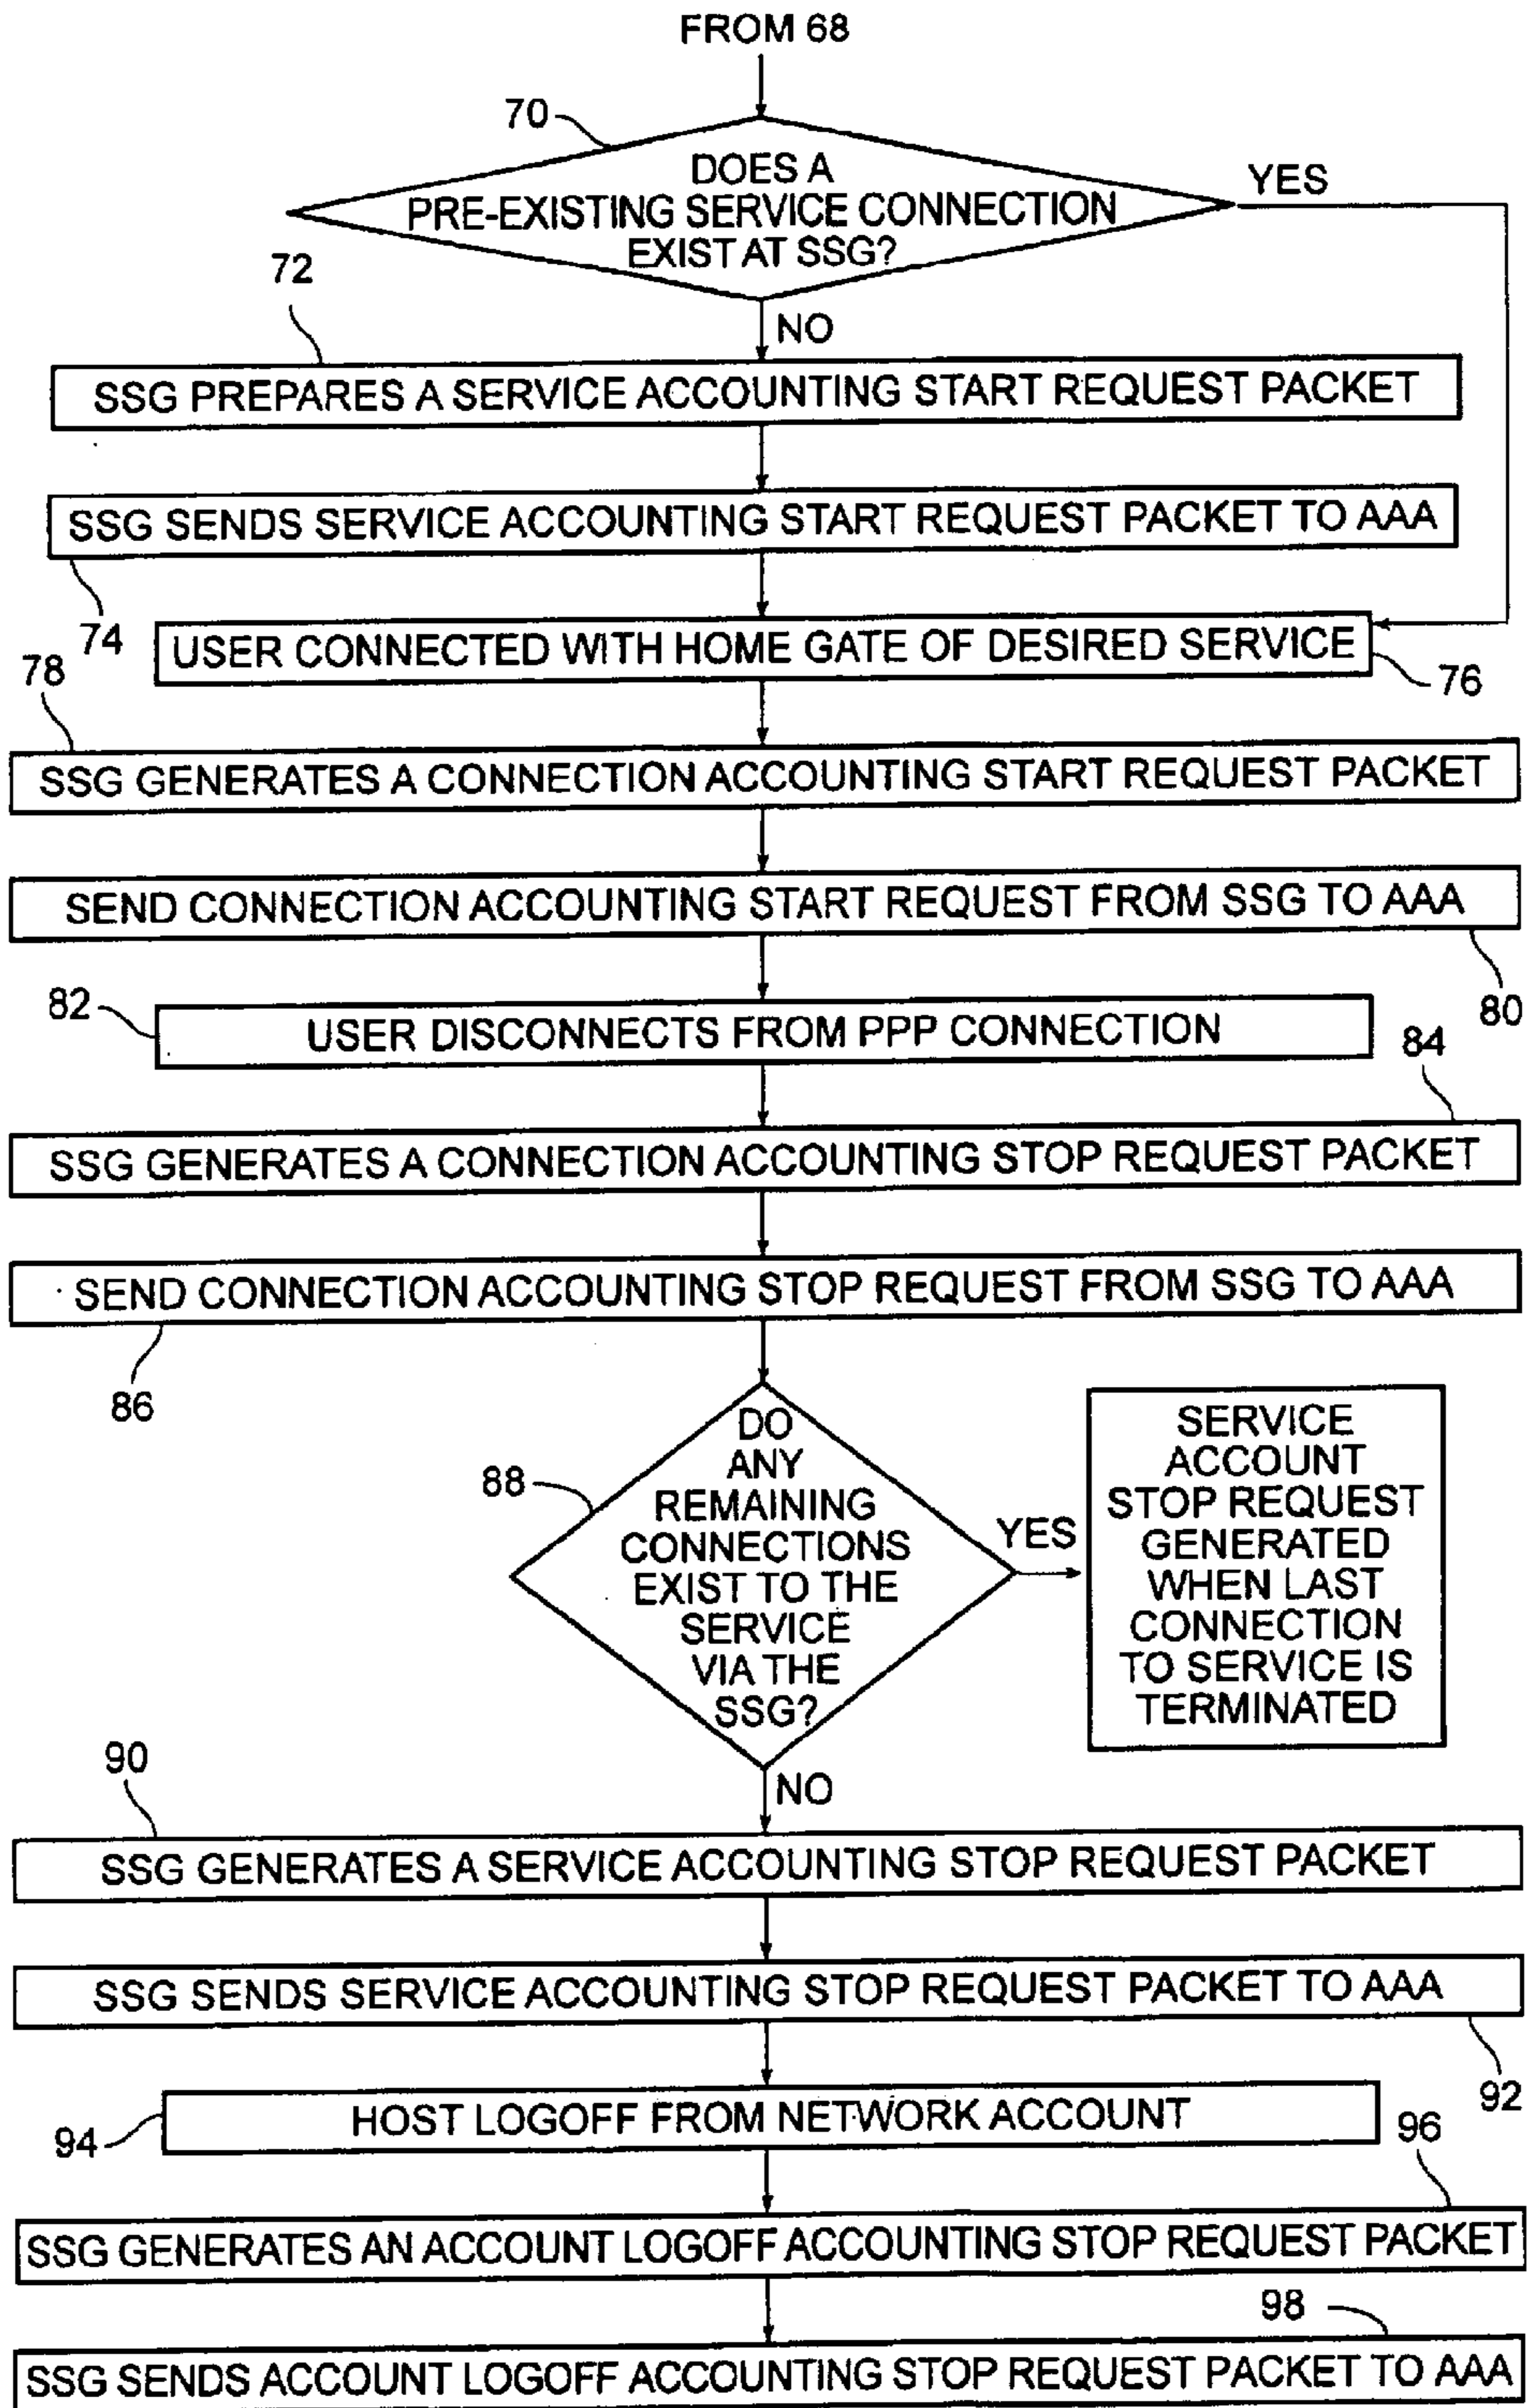 FROM 68
70
DOES A
PRE-EXISTING SERVICE CONNECTION
EXIST AT SSG?
YES
72
NO
SSG PREPARES A SERVICE ACCOUNTING START REQUEST PACKET
SSG SENDS SERVICE ACCOUNTING START REQUEST PACKET TO AAA
74
USER CONNECTED WITH HOME GATE OF DESIRED SERVICE
76
78
SSG GENERATES A CONNECTION ACCOUNTING START REQUEST PACKET
SEND CONNECTION ACCOUNTING START REQUEST FROM SSG TO AAA
80
82
USER DISCONNECTS FROM PPP CONNECTION
84
SSG GENERATES A CONNECTION ACCOUNTING STOP REQUEST PACKET
SEND CONNECTION ACCOUNTING STOP REQUEST FROM SSG TO AAA
86
88
DO
ANY
REMAINING
CONNECTIONS
EXIST TO THE
SERVICE
VIA THE
SSG?
YES
SERVICE
ACCOUNT
STOP REQUEST
GENERATED
WHEN LAST
CONNECTION
TO SERVICE IS
TERMINATED
NO
90
SSG GENERATES A SERVICE ACCOUNTING STOP REQUEST PACKET
SSG SENDS SERVICE ACCOUNTING STOP REQUEST PACKET TO AAA
92
94
HOST LOGOFF FROM NETWORK ACCOUNT
96
SSG GENERATES AN ACCOUNT LOGOFF ACCOUNTING STOP REQUEST PACKET
98
SSG SENDS ACCOUNT LOGOFF ACCOUNTING STOP REQUEST PACKET TO AAA